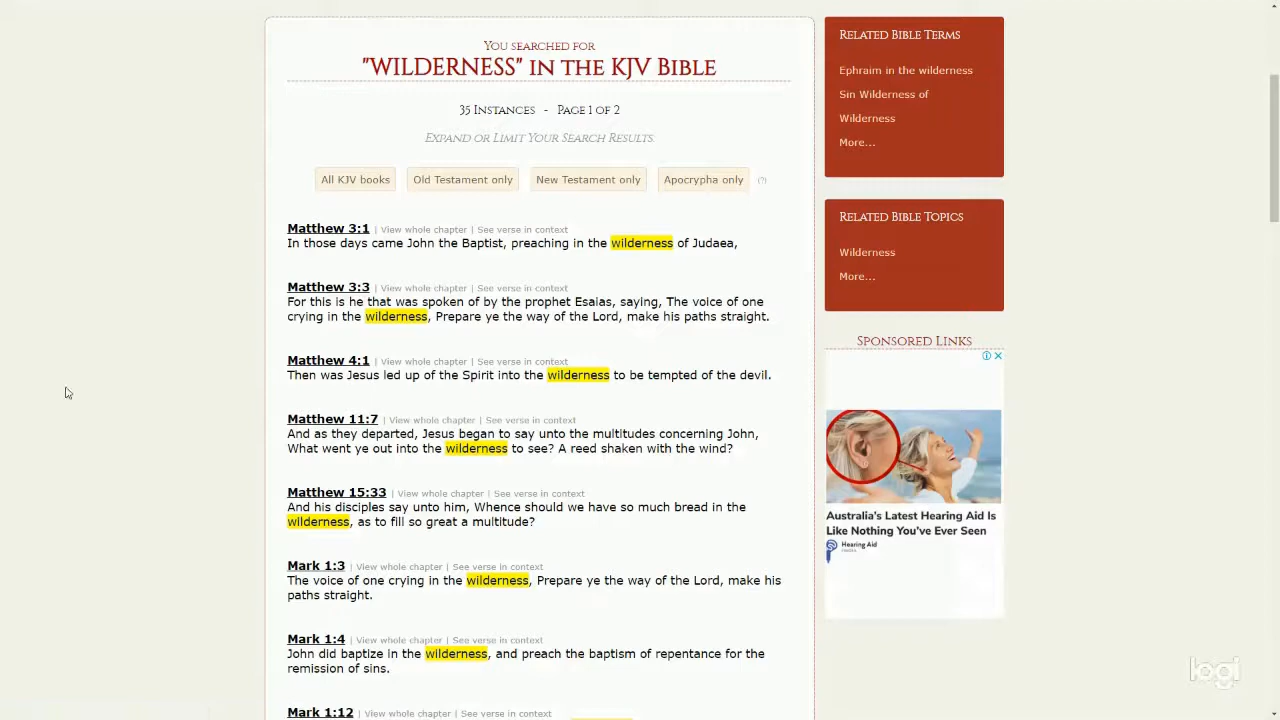 You searched for
"WILDERNESS" in the KJV Bible
35 Instances - Page 1 of 2
Expand or Limit Your Search Results:
All KJV books
Old Testament only
New Testament only
Apocrypha only
(?)
Matthew 3:1 | View whole chapter | See verse in context
In those days came John the Baptist, preaching in the wilderness of Judaea,
Matthew 3:3 | View whole chapter | See verse in context
For this is he that was spoken of by the prophet Esaias, saying, The voice of one
crying in the wilderness, Prepare ye the way of the Lord, make his paths straight.
Matthew 4:1 | View whole chapter | See verse in context
Then was Jesus led up of the Spirit into the wilderness to be tempted of the devil.
Matthew 11:7 | View whole chapter | See verse in context
And as they departed, Jesus began to say unto the multitudes concerning John,
What went ye out into the wilderness to see? A reed shaken with the wind?
Matthew 15:33 | View whole chapter | See verse in context
And his disciples say unto him, Whence should we have so much bread in the
wilderness, as to fill so great a multitude?
Mark 1:3 | View whole chapter | See verse in context
The voice of one crying in the wilderness, Prepare ye the way of the Lord, make his
paths straight.
Mark 1:4 | View whole chapter | See verse in context
John did baptize in the wilderness, and preach the baptism of repentance for the
remission of sins.
Mark 1:12 | View whole chapter | See verse in context
Related Bible Terms
Ephraim in the wilderness
Sin Wilderness of
Wilderness
More...
Related Bible Topics
Wilderness
More...
Sponsored Links
Australia's Latest Hearing Aid Is
Like Nothing You've Ever Seen
Hearing Aid
logi